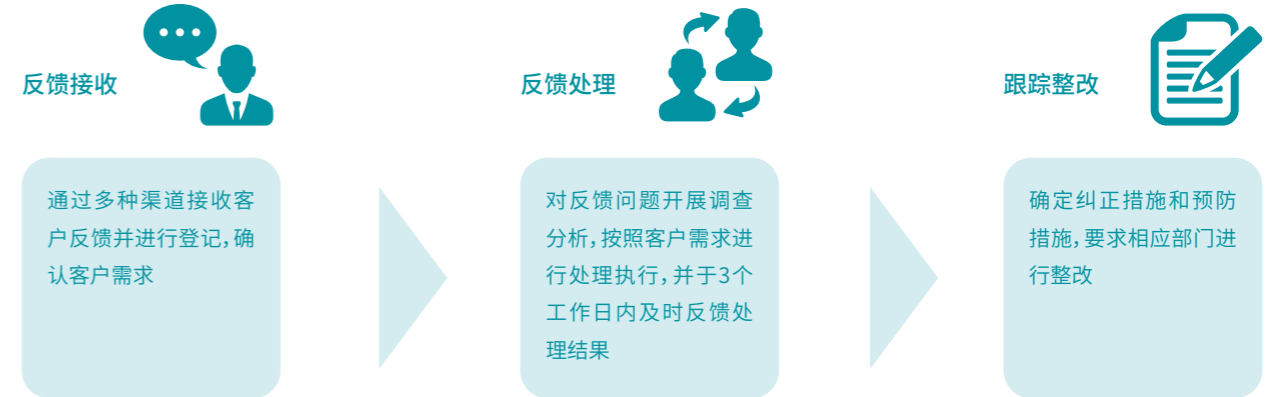 反馈接收
通过多种渠道接收客
户反馈并进行登记，确
认客户需求
反馈处理
对反馈问题开展调查
分析，按照客户需求进
行处理执行，并于3个
工作日内及时反馈处
理结果
跟踪整改
确定纠正措施和预防
措施，要求相应部门进
行整改